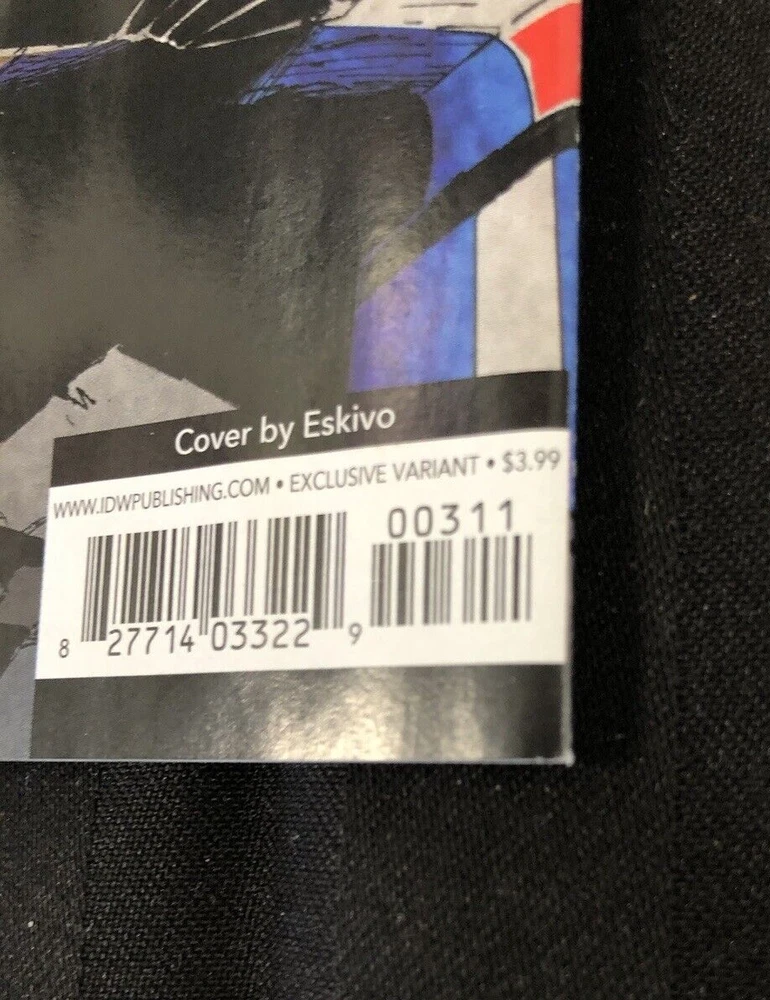 Cover by Eskivo
WWW.IDWPUBLISHING.COM • EXCLUSIVE VARIANT • $3.99
00311
8 27714 03322 9